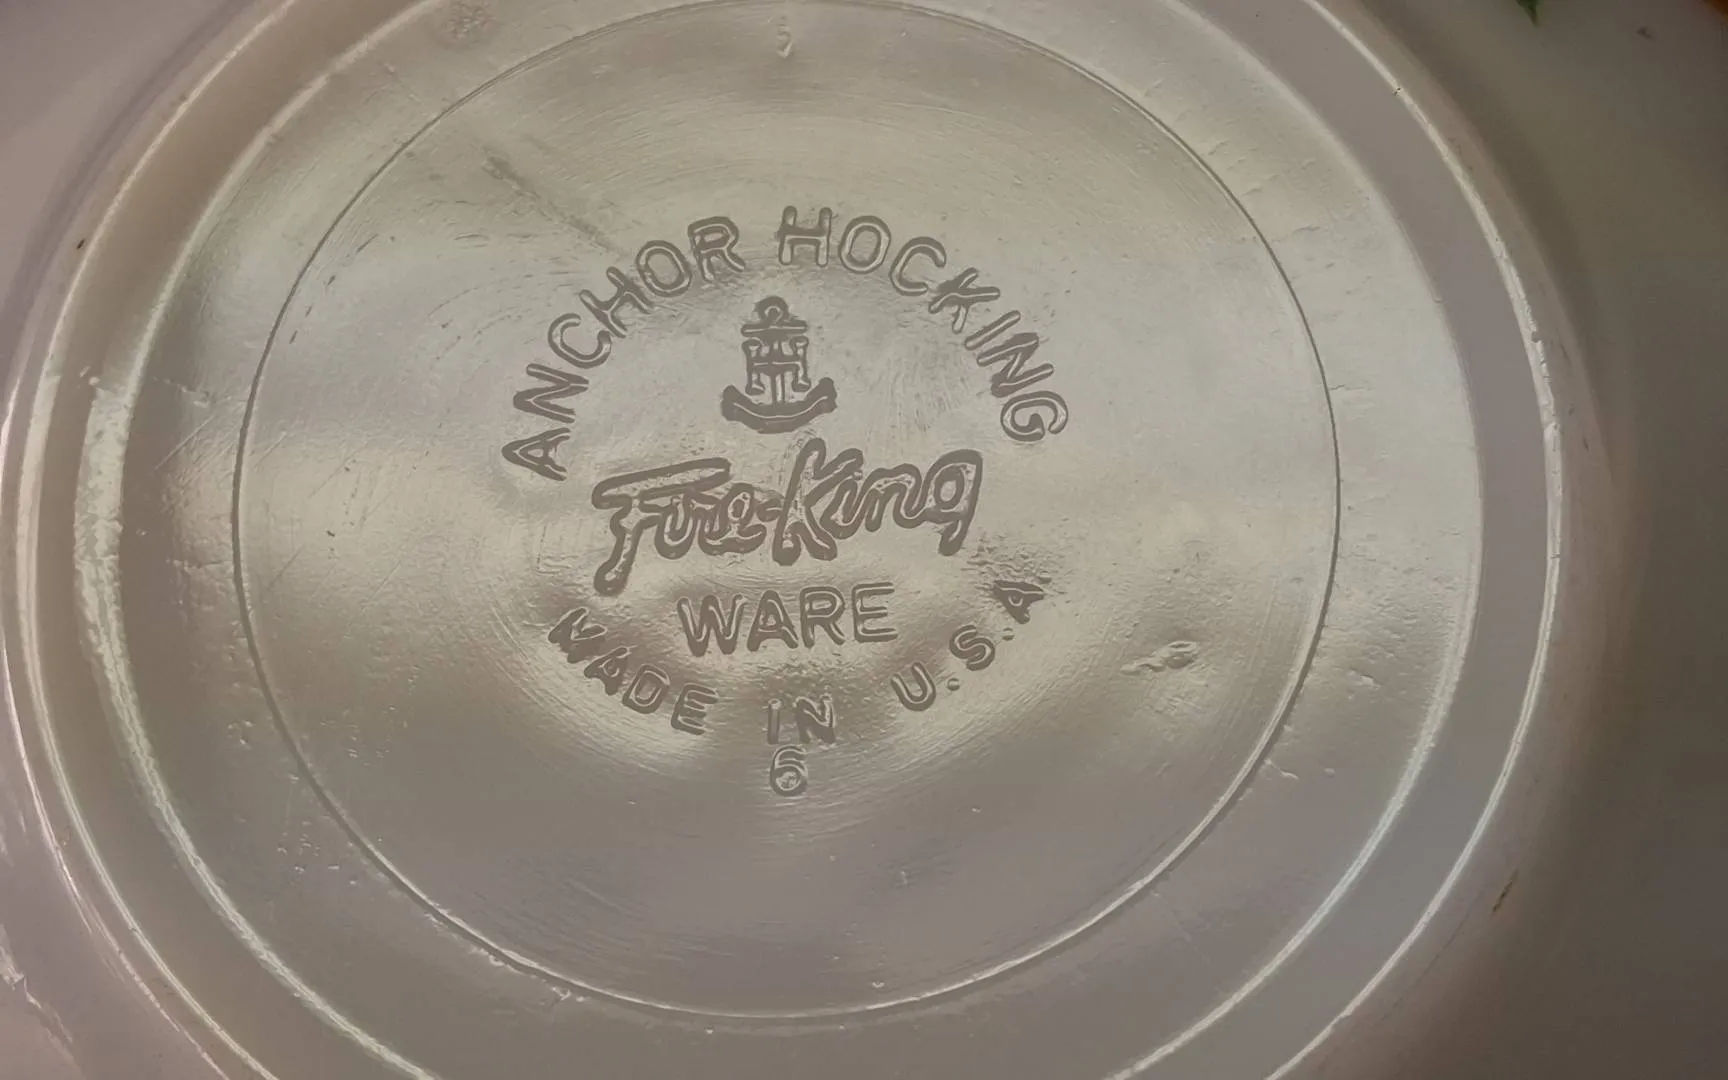 ANCHOR HOCKING
Fire-King
WARE
MADE IN U.S.A
6